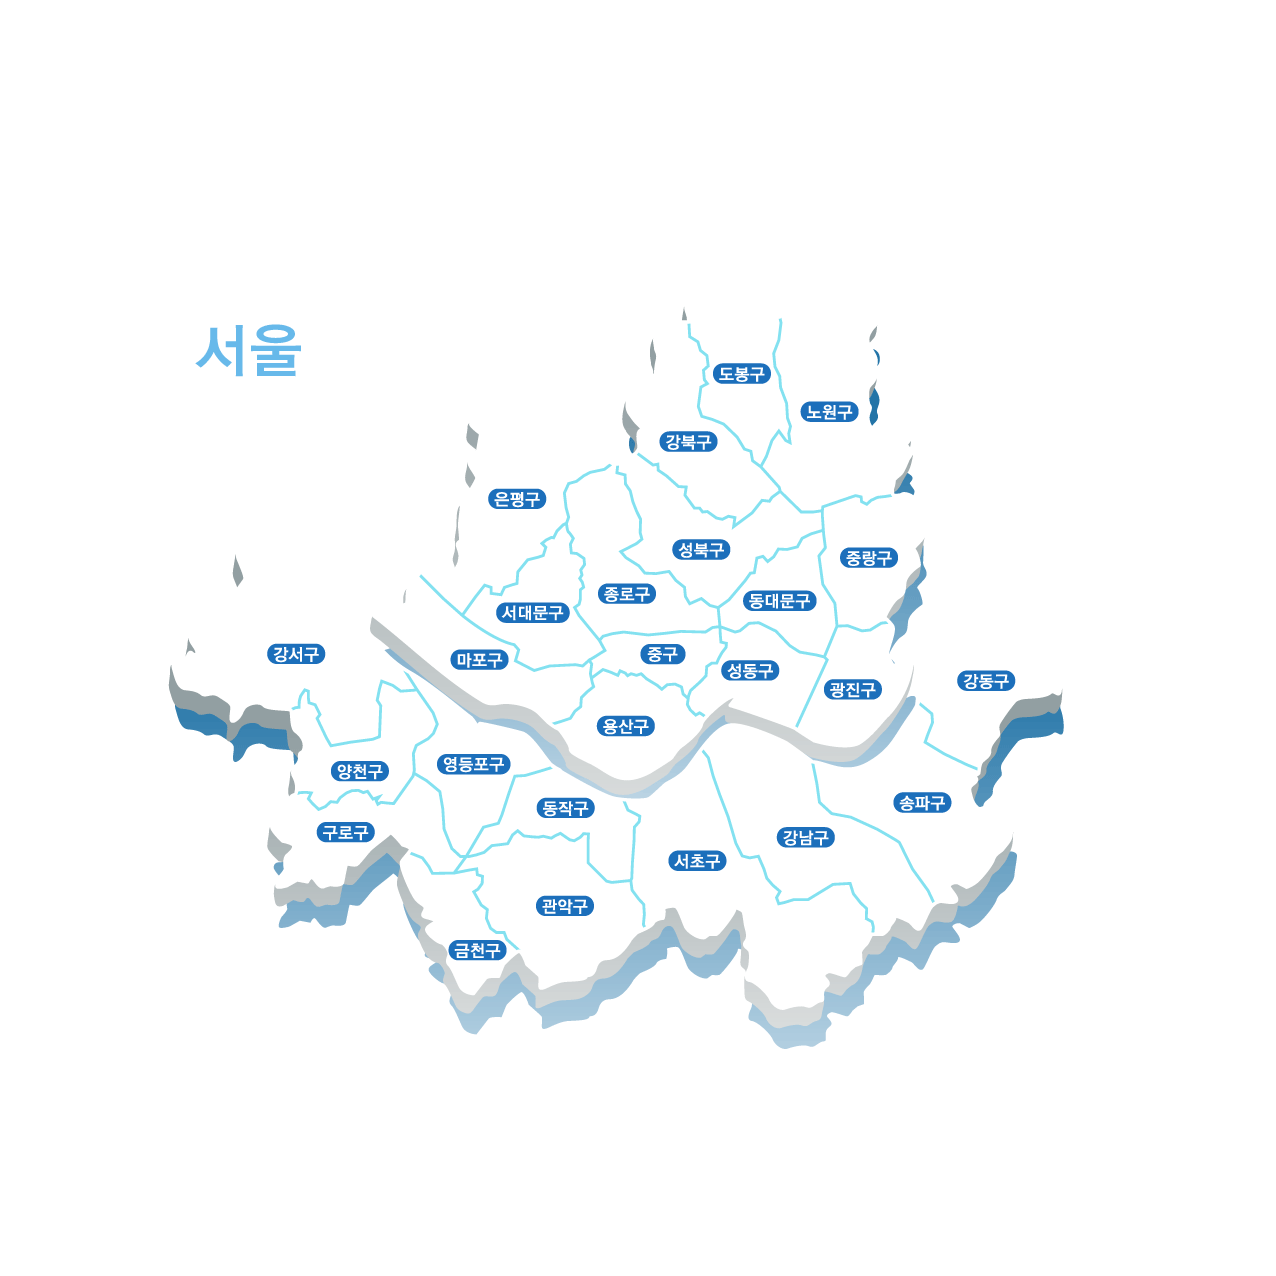 서울
도봉구
노원구
강북구
은평구
성북구
중랑구
종로구
동대문구
서대문구
강서구
마포구
중구
성동구
강동구
광진구
용산구
영등포구
양천구
송파구
동작구
구로구
강남구
서초구
관악구
금천구